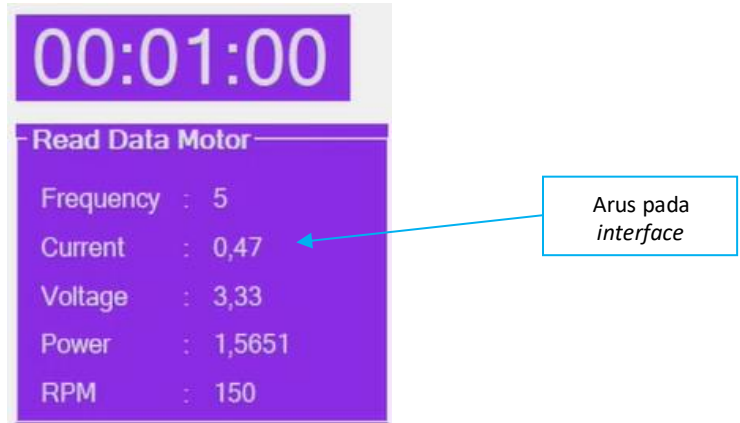 00:01:00
Read Data Motor
Frequency : 5
Current : 0,47
Voltage : 3,33
Power : 1,5651
RPM : 150
Arus pada
interface